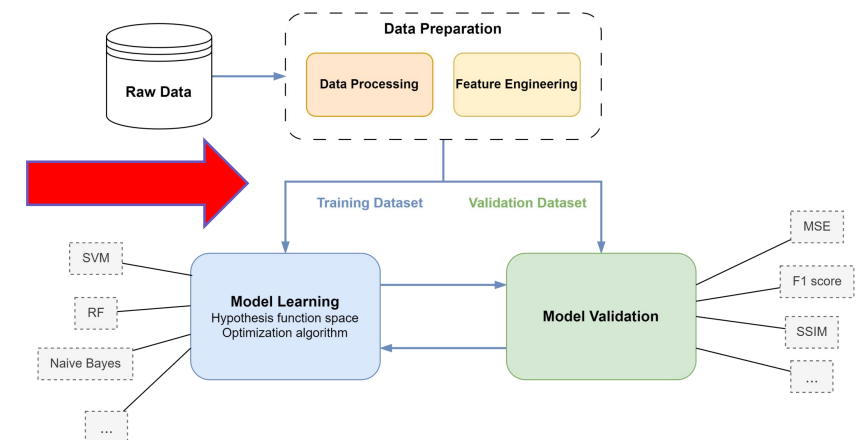 Data Preparation
Raw Data
Data Processing
Feature Engineering
Training Dataset
Validation Dataset
SVM
RF
Naive Bayes
...
Model Learning
Hypothesis function space
Optimization algorithm
Model Validation
MSE
F1 score
SSIM
...